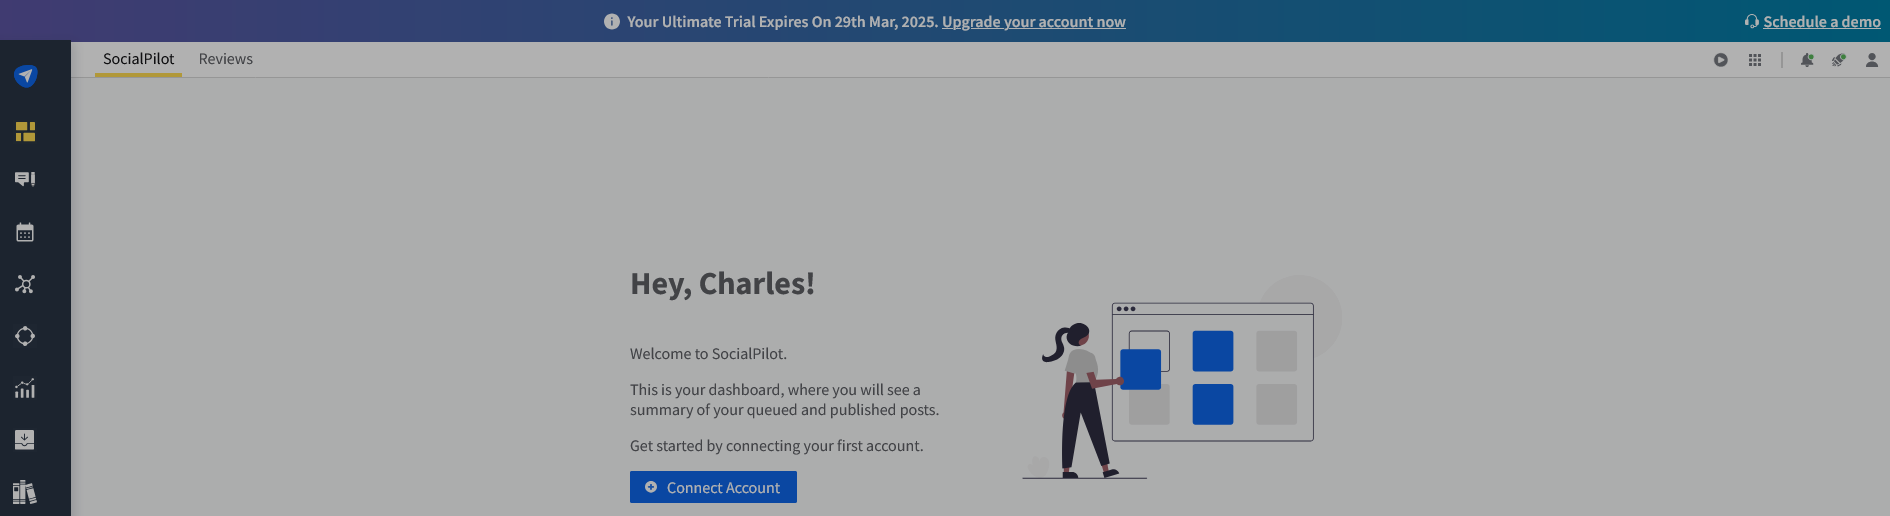 Your Ultimate Trial Expires On 29th Mar, 2025. Upgrade your account now
Schedule a demo
SocialPilot
Reviews
Hey, Charles!
Welcome to SocialPilot.
This is your dashboard, where you will see a
summary of your queued and published posts.
Get started by connecting your first account.
Connect Account